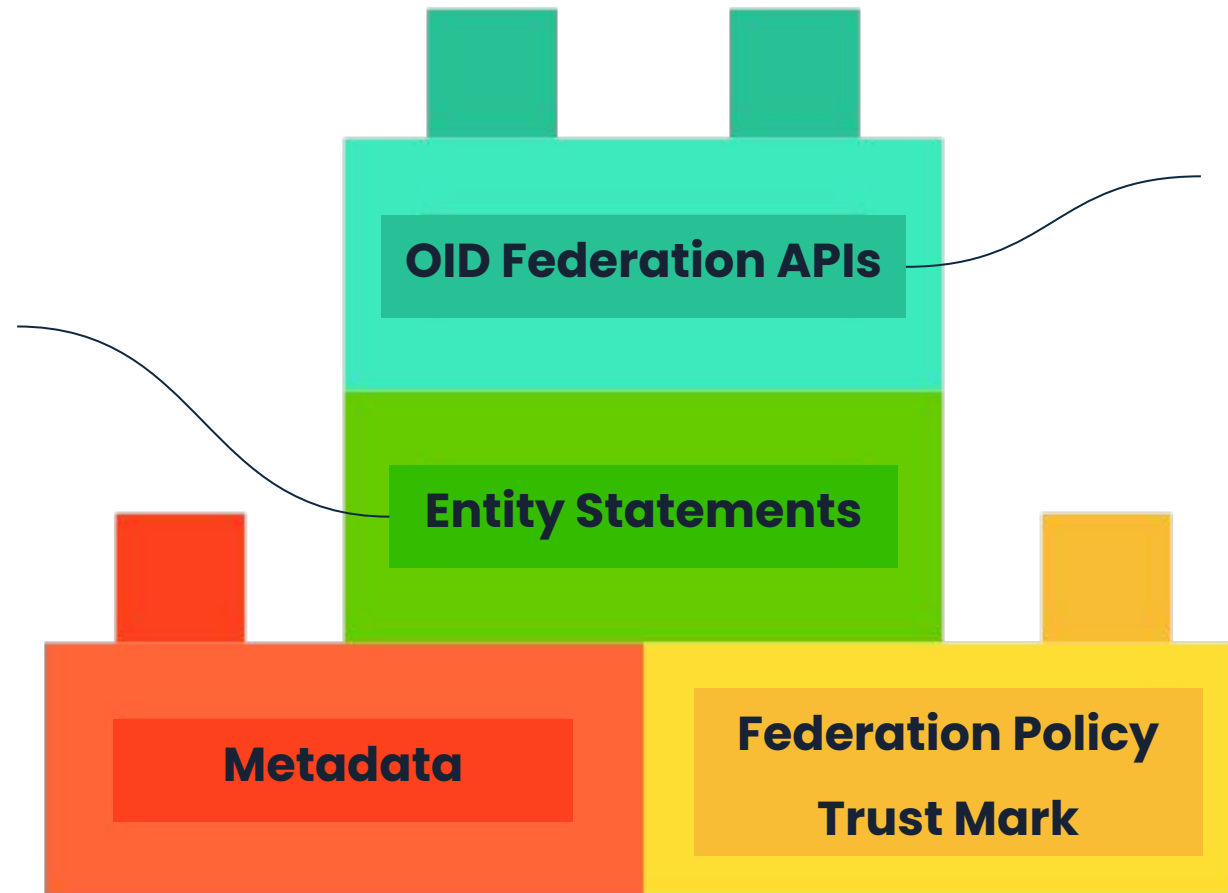 OID Federation APIs
Entity Statements
Metadata
Federation Policy
Trust Mark